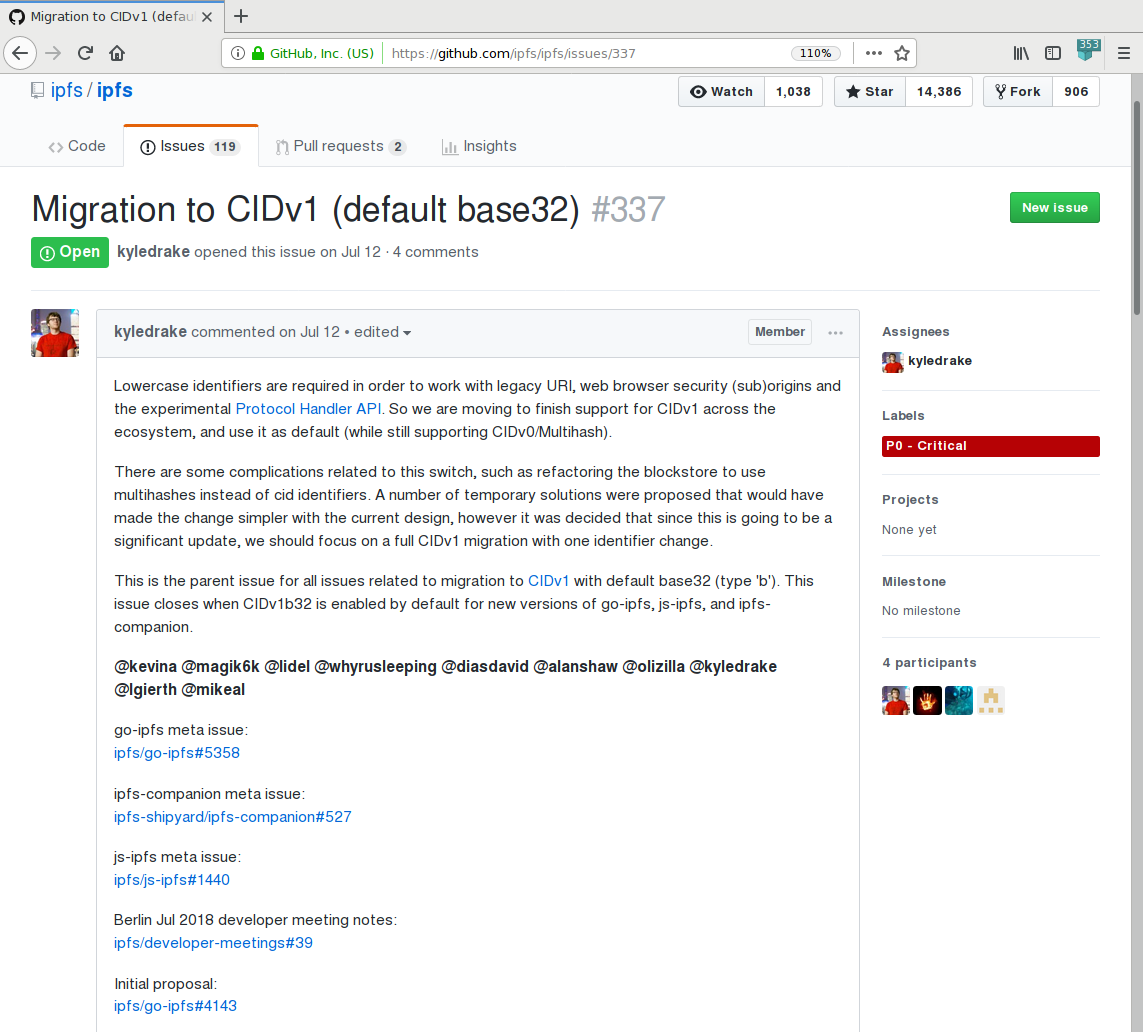 Migration to CIDv1 (defau
GitHub, Inc. (US) https://github.com/ipfs/ipfs/issues/337 110% 353
ipfs / ipfs
Watch 1,038 Star 14,386 Fork 906
Code Issues 119 Pull requests 2 Insights
Migration to CIDv1 (default base32) #337
New issue
Open kyledrake opened this issue on Jul 12 · 4 comments
kyledrake commented on Jul 12 • edited
Member
Lowercase identifiers are required in order to work with legacy URI, web browser security (sub)origins and
the experimental Protocol Handler API. So we are moving to finish support for CIDv1 across the
ecosystem, and use it as default (while still supporting CIDv0/Multihash).
There are some complications related to this switch, such as refactoring the blockstore to use
multihashes instead of cid identifiers. A number of temporary solutions were proposed that would have
made the change simpler with the current design, however it was decided that since this is going to be a
significant update, we should focus on a full CIDv1 migration with one identifier change.
This is the parent issue for all issues related to migration to CIDv1 with default base32 (type 'b'). This
issue closes when CIDv1b32 is enabled by default for new versions of go-ipfs, js-ipfs, and ipfs-
companion.
@kevina @magik6k @lidel @whyrusleeping @diasdavid @alanshaw @olizilla @kyledrake
@lgierth @mikeal
go-ipfs meta issue:
ipfs/go-ipfs#5358
ipfs-companion meta issue:
ipfs-shipyard/ipfs-companion#527
js-ipfs meta issue:
ipfs/js-ipfs#1440
Berlin Jul 2018 developer meeting notes:
ipfs/developer-meetings#39
Initial proposal:
ipfs/go-ipfs#4143
Assignees
kyledrake
Labels
P0 - Critical
Projects
None yet
Milestone
No milestone
4 participants